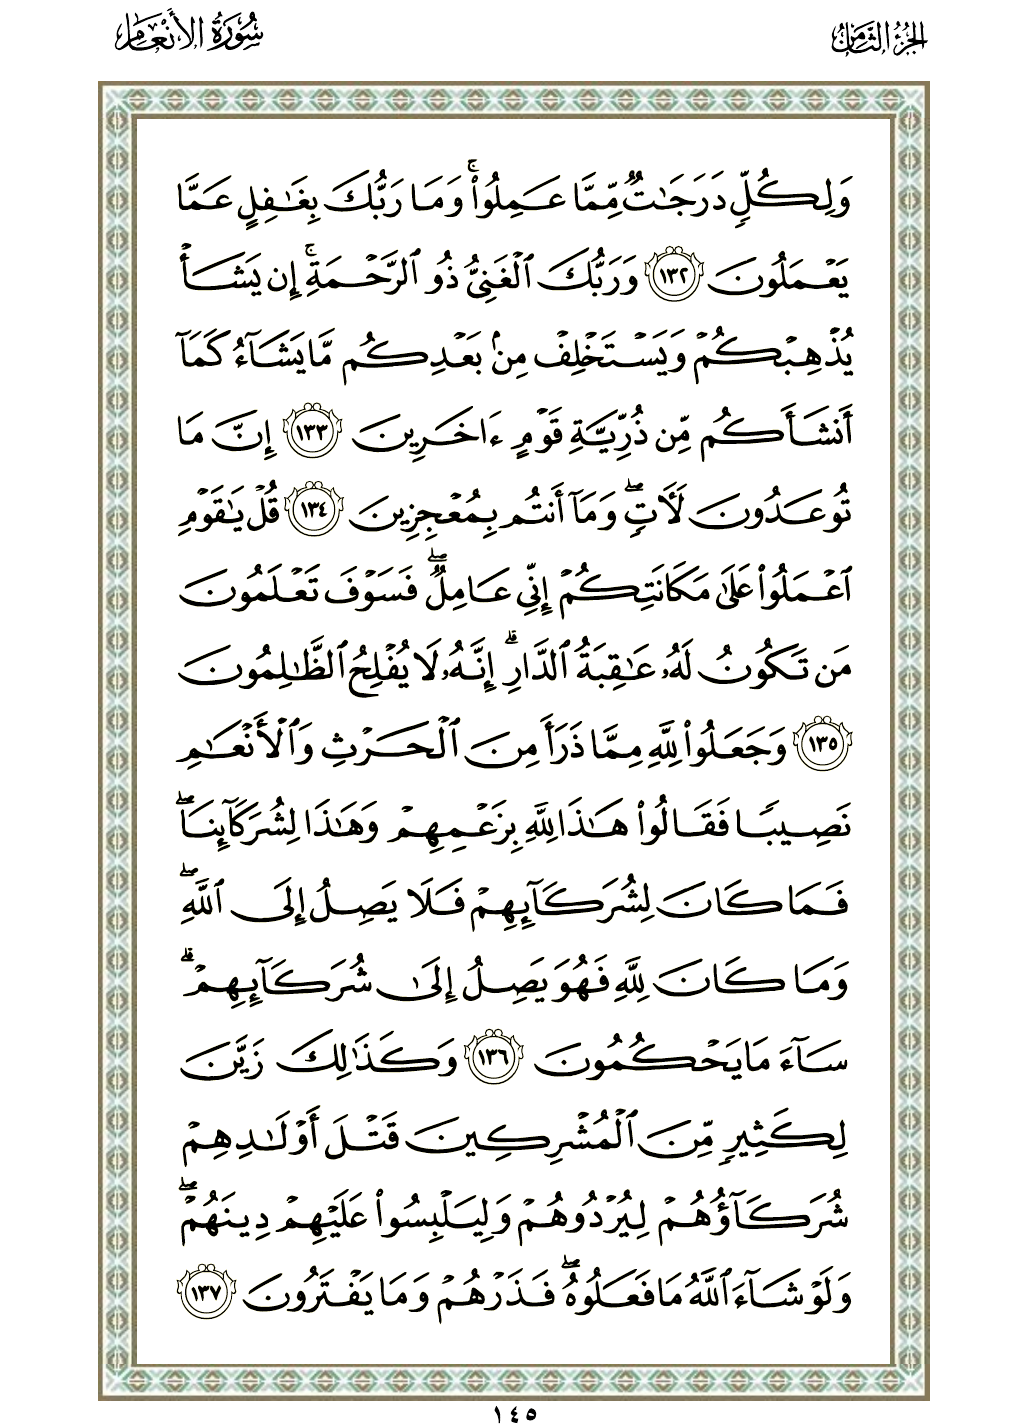 الجزء الثامن
سورة الأنعام
وَلِكُلٍّ دَرَجَٰتٌ مِّمَّا عَمِلُوا۟ ۚ وَمَا رَبُّكَ بِغَٰفِلٍ عَمَّا
يَعْمَلُونَ ١٣٢ وَرَبُّكَ ٱلْغَنِىُّ ذُو ٱلرَّحْمَةِ ۚ إِن يَشَأْ
يُذْهِبْكُمْ وَيَسْتَخْلِفْ مِنۢ بَعْدِكُم مَّا يَشَآءُ كَمَآ
أَنشَأَكُم مِّن ذُرِّيَّةِ قَوْمٍ ءَاخَرِينَ ١٣٣ إِنَّ مَا
تُوعَدُونَ لَءَاتٍ ۖ وَمَآ أَنتُم بِمُعْجِزِينَ ١٣٤ قُلْ يَٰقَوْمِ
ٱعْمَلُوا۟ عَلَىٰ مَكَانَتِكُمْ إِنِّى عَامِلٌ ۖ فَسَوْفَ تَعْلَمُونَ
مَن تَكُونُ لَهُۥ عَٰقِبَةُ ٱلدَّارِ ۗ إِنَّهُۥ لَا يُفْلِحُ ٱلظَّٰلِمُونَ
١٣٥ وَجَعَلُوا۟ لِلَّهِ مِمَّا ذَرَأَ مِنَ ٱلْحَرْثِ وَٱلْأَنْعَٰمِ
نَصِيبًا فَقَالُوا۟ هَٰذَا لِلَّهِ بِزَعْمِهِمْ وَهَٰذَا لِشُرَكَآئِنَا ۖ
فَمَا كَانَ لِشُرَكَآئِهِمْ فَلَا يَصِلُ إِلَى ٱللَّهِ ۖ
وَمَا كَانَ لِلَّهِ فَهُوَ يَصِلُ إِلَىٰ شُرَكَآئِهِمْ ۗ
سَآءَ مَا يَحْكُمُونَ ١٣٦ وَكَذَٰلِكَ زَيَّنَ
لِكَثِيرٍ مِّنَ ٱلْمُشْرِكِينَ قَتْلَ أَوْلَٰدِهِمْ
شُرَكَآؤُهُمْ لِيُرْدُوهُمْ وَلِيَلْبِسُوا۟ عَلَيْهِمْ دِينَهُمْ ۖ
وَلَوْ شَآءَ ٱللَّهُ مَا فَعَلُوهُ ۖ فَذَرْهُمْ وَمَا يَفْتَرُونَ ١٣٧
١٤٥